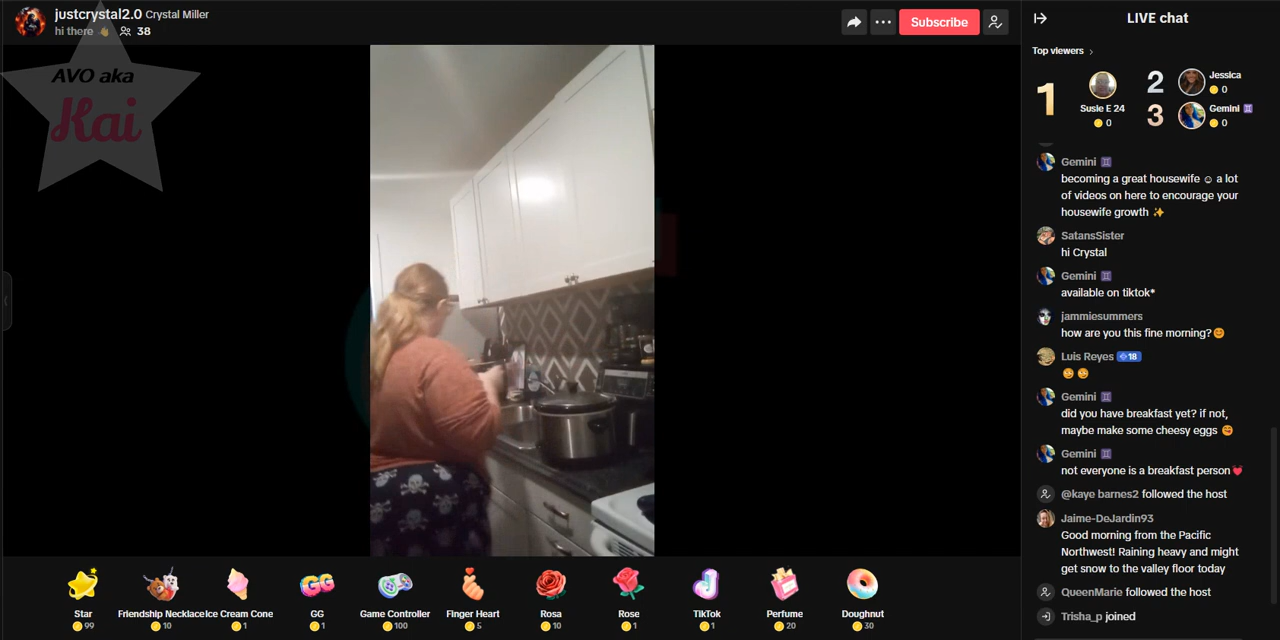 justcrystal2.0 Crystal Miller
hi there 👋 38
Subscribe
AVO aka
Kai
LIVE chat
Top viewers >
1
Susie E 24
0
2
Jessica
0
3
Gemini ♊
0
Gemini ♊
becoming a great housewife ☺ a lot
of videos on here to encourage your
housewife growth ✨
SatansSister
hi Crystal
Gemini ♊
available on tiktok*
jammiesummers
how are you this fine morning?😊
Luis Reyes 18
Gemini ♊
did you have breakfast yet? if not,
maybe make some cheesy eggs 😋
Gemini ♊
not everyone is a breakfast person💓
@kaye barnes2 followed the host
Jaime-DeJardin93
Good morning from the Pacific
Northwest! Raining heavy and might
get snow to the valley floor today
QueenMarie followed the host
Trisha_p joined
Star
99
Friendship Necklace
10
Ice Cream Cone
1
GG
GG
1
Game Controller
100
Finger Heart
5
Rosa
10
Rose
1
TikTok
1
Perfume
20
Doughnut
30